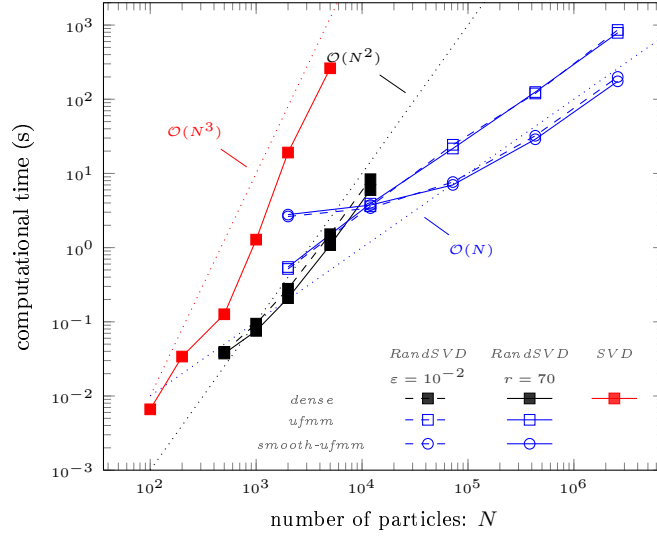 10^3
10^2
10^1
10^0
10^−1
10^−2
10^−3
computational time (s)
O(N^3)
O(N^2)
O(N)
RandSVD RandSVD SVD
ε = 10^−2 r = 70
dense
ufmm
smooth-ufmm
10^2 10^3 10^4 10^5 10^6
number of particles: N